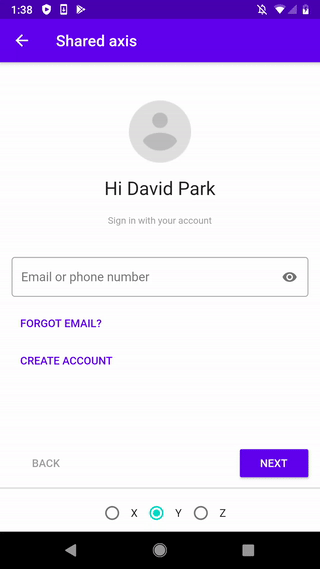 1:38
Shared axis
Hi David Park
Sign in with your account
Email or phone number
FORGOT EMAIL?
CREATE ACCOUNT
BACK NEXT
X Y Z